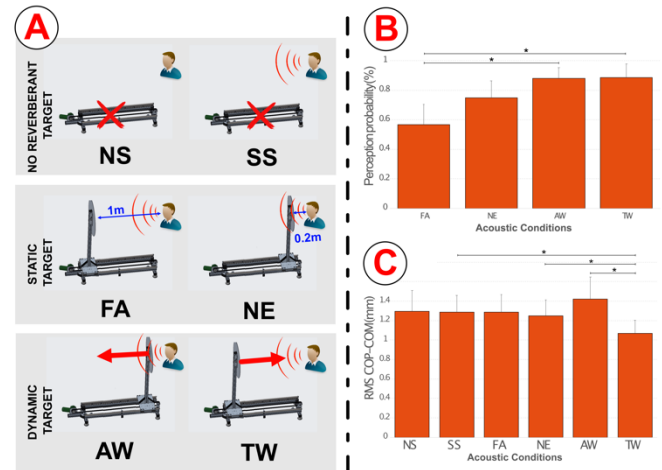 A
NO REVERBERANT
TARGET
NS
SS
STATIC
TARGET
1m
0.2m
FA
NE
DYNAMIC
TARGET
AW
TW
B
Perception probability(%)
1
0.8
0.6
0.4
0.2
0
*
*
FA
NE
AW
TW
Acoustic Conditions
C
RMS COP-COM(mm)
1.4
1.2
1
0.8
0.6
0.4
0.2
0
*
*
*
NS
SS
FA
NE
AW
TW
Acoustic Conditions